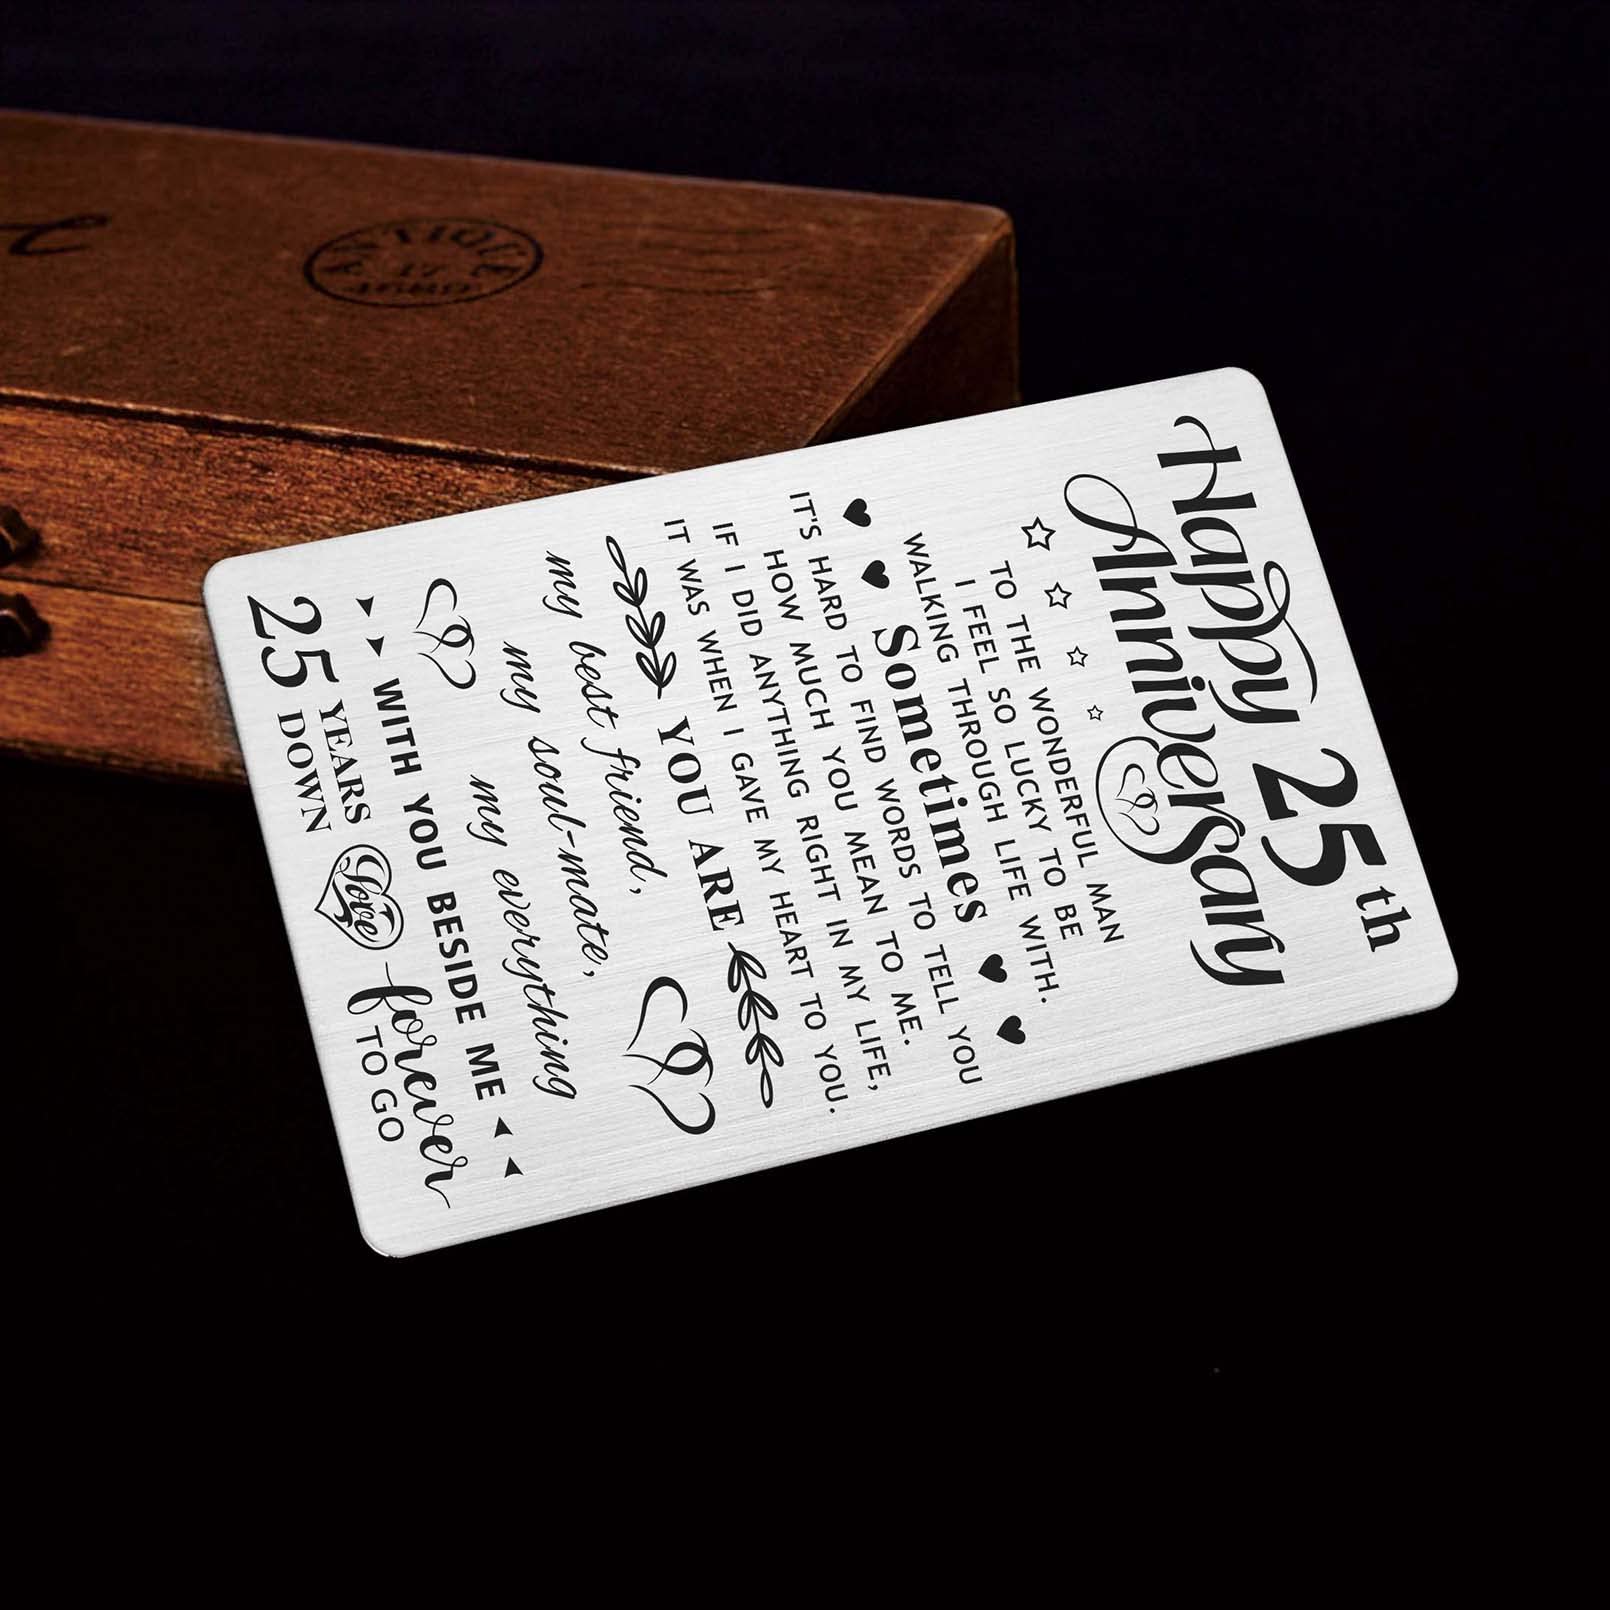 Happy 25th
Anniversary
TO THE WONDERFUL MAN
I FEEL SO LUCKY TO BE
WALKING THROUGH LIFE WITH.
Sometimes
IT'S HARD TO FIND WORDS TO TELL YOU
HOW MUCH YOU MEAN TO ME.
IF I DID ANYTHING RIGHT IN MY LIFE,
IT WAS WHEN I GAVE MY HEART TO YOU.
YOU ARE
my best friend,
my soul-mate,
my everything
WITH YOU BESIDE ME
25 YEARS DOWN
Love
forever
TO GO
ANTIQUE
17